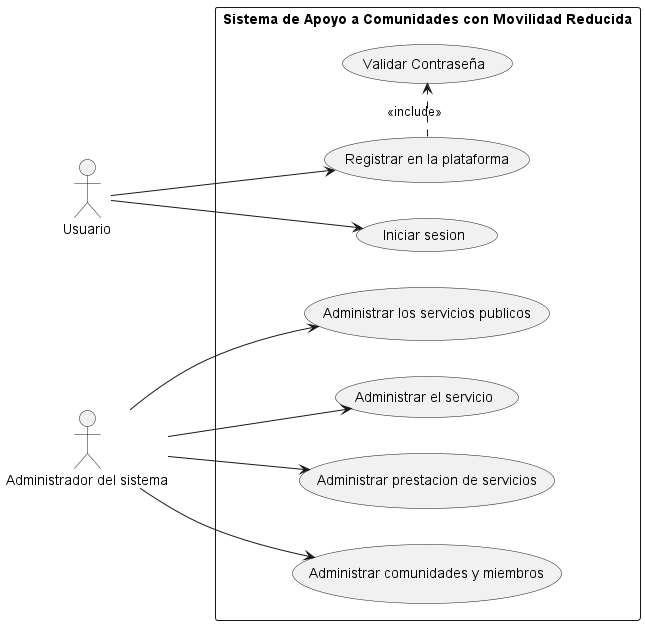 Sistema de Apoyo a Comunidades con Movilidad Reducida
Validar Contraseña
«include»
Registrar en la plataforma
Usuario
Iniciar sesion
Administrar los servicios publicos
Administrar el servicio
Administrador del sistema
Administrar prestacion de servicios
Administrar comunidades y miembros